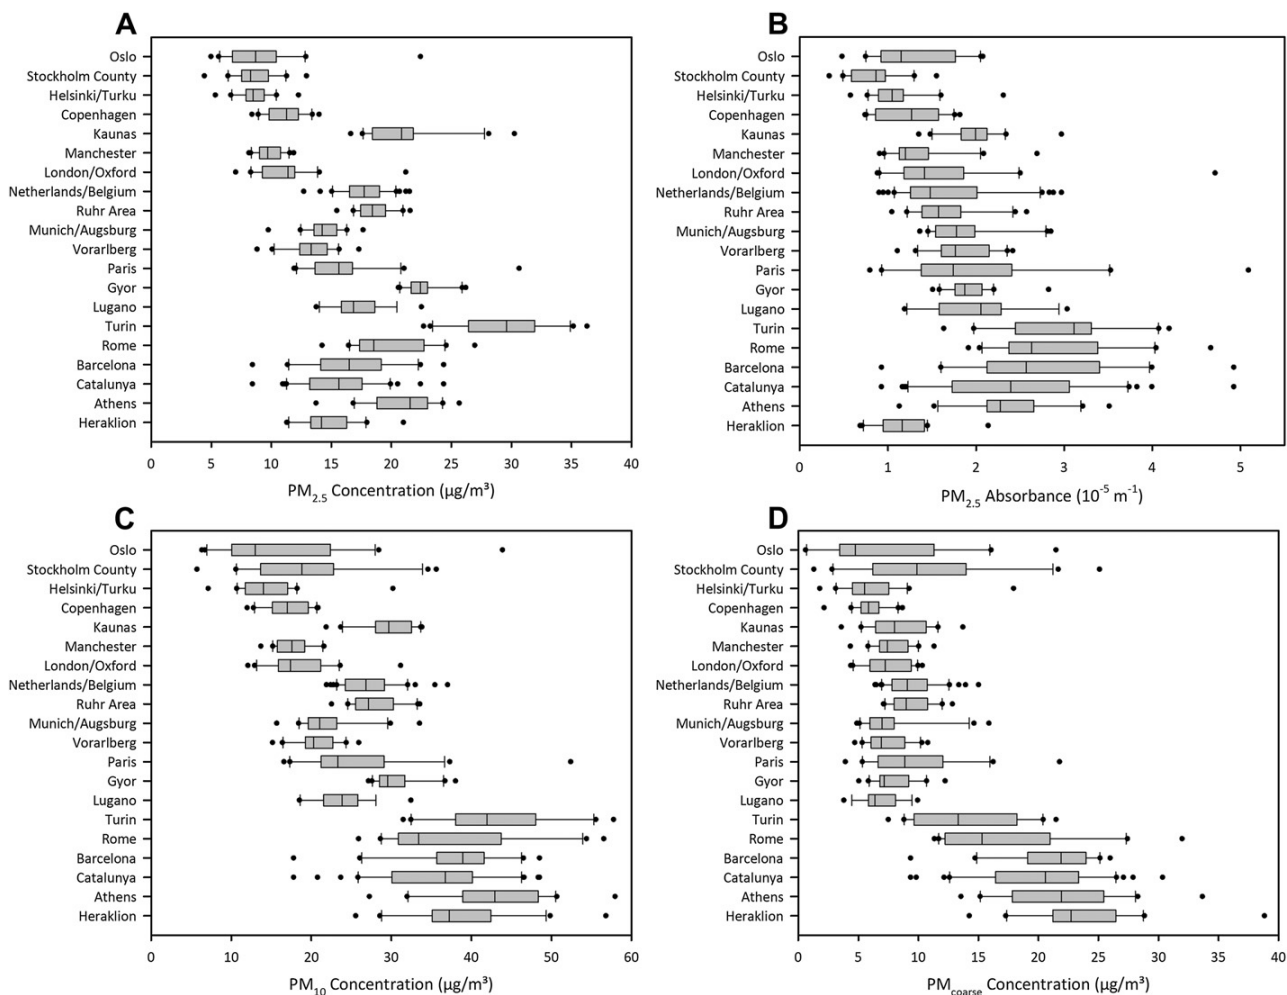 A
Oslo
Stockholm County
Helsinki/Turku
Copenhagen
Kaunas
Manchester
London/Oxford
Netherlands/Belgium
Ruhr Area
Munich/Augsburg
Vorarlberg
Paris
Gyor
Lugano
Turin
Rome
Barcelona
Catalunya
Athens
Heraklion
0 5 10 15 20 25 30 35 40
PM2.5 Concentration (µg/m³)
B
Oslo
Stockholm County
Helsinki/Turku
Copenhagen
Kaunas
Manchester
London/Oxford
Netherlands/Belgium
Ruhr Area
Munich/Augsburg
Vorarlberg
Paris
Gyor
Lugano
Turin
Rome
Barcelona
Catalunya
Athens
Heraklion
0 1 2 3 4 5
PM2.5 Absorbance (10-5 m-1)
C
Oslo
Stockholm County
Helsinki/Turku
Copenhagen
Kaunas
Manchester
London/Oxford
Netherlands/Belgium
Ruhr Area
Munich/Augsburg
Vorarlberg
Paris
Gyor
Lugano
Turin
Rome
Barcelona
Catalunya
Athens
Heraklion
0 10 20 30 40 50 60
PM10 Concentration (µg/m³)
D
Oslo
Stockholm County
Helsinki/Turku
Copenhagen
Kaunas
Manchester
London/Oxford
Netherlands/Belgium
Ruhr Area
Munich/Augsburg
Vorarlberg
Paris
Gyor
Lugano
Turin
Rome
Barcelona
Catalunya
Athens
Heraklion
0 5 10 15 20 25 30 35 40
PMcoarse Concentration (µg/m³)